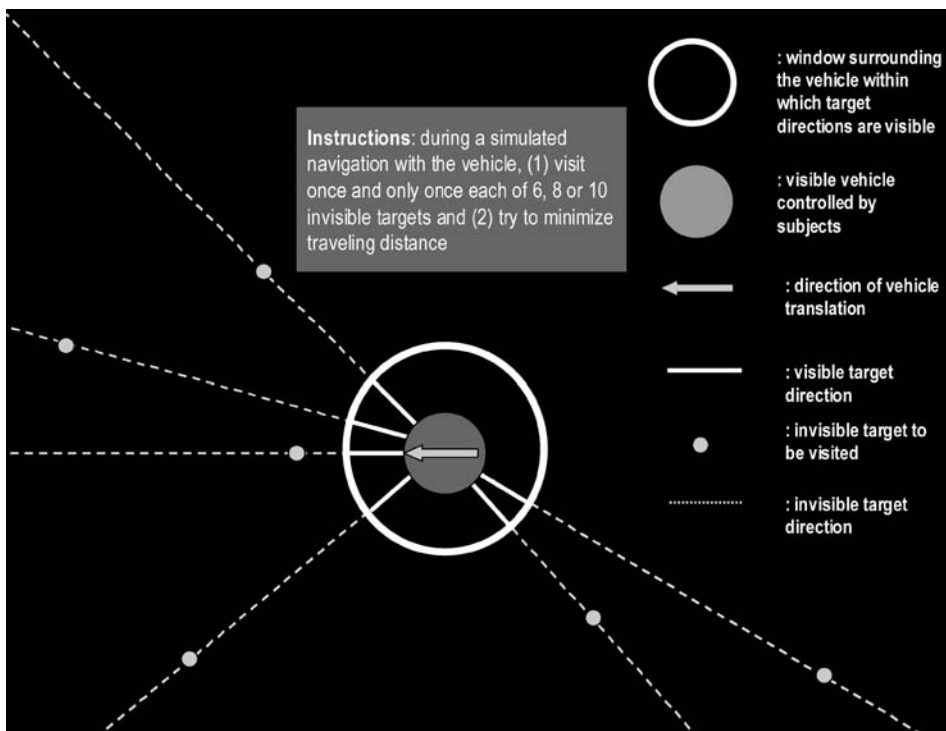 Instructions: during a simulated
navigation with the vehicle, (1) visit
once and only once each of 6, 8 or 10
invisible targets and (2) try to minimize
traveling distance
: window surrounding
the vehicle within
which target
directions are visible
: visible vehicle
controlled by
subjects
: direction of vehicle
translation
: visible target
direction
: invisible target to
be visited
: invisible target
direction